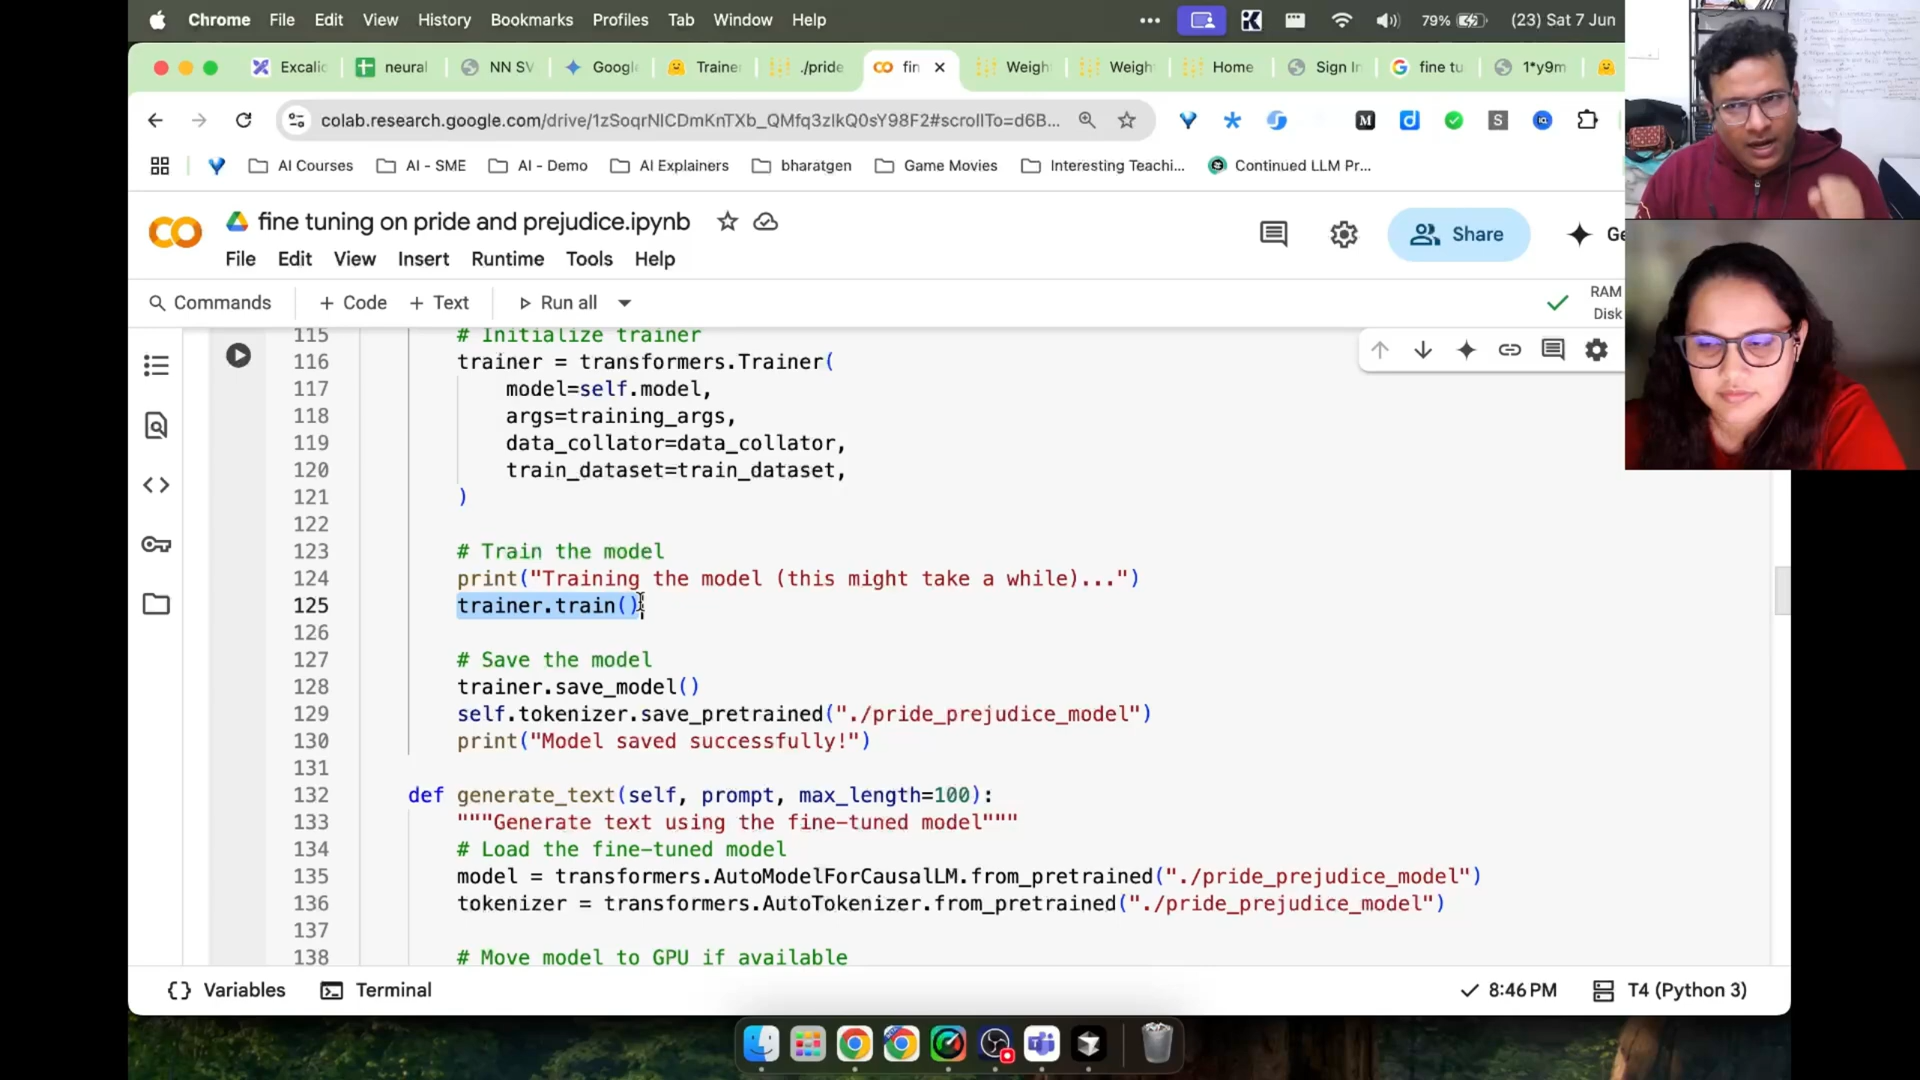 Chrome File Edit View History Bookmarks Profiles Tab Window Help
79% (23) Sat 7 Jun
Excali neural NN SV Google Traine ./pride fin Weigh Weigh Home Sign In fine tu 1*y9m
colab.research.google.com/drive/1zSoqrNlCDmKnTXb_QMfq3zlkQ0sY98F2#scrollTo=d6B...
AI Courses AI - SME AI - Demo AI Explainers bharatgen Game Movies Interesting Teachi... Continued LLM Pr...
fine tuning on pride and prejudice.ipynb
Share
Ge
File Edit View Insert Runtime Tools Help
Commands + Code + Text Run all
RAM
Disk
115 # Initialize trainer
116 trainer = transformers.Trainer(
117 model=self.model,
118 args=training_args,
119 data_collator=data_collator,
120 train_dataset=train_dataset,
121 )
122
123 # Train the model
124 print("Training the model (this might take a while)...")
125 trainer.train()
126
127 # Save the model
128 trainer.save_model()
129 self.tokenizer.save_pretrained("./pride_prejudice_model")
130 print("Model saved successfully!")
131
132 def generate_text(self, prompt, max_length=100):
133 """Generate text using the fine-tuned model"""
134 # Load the fine-tuned model
135 model = transformers.AutoModelForCausalLM.from_pretrained("./pride_prejudice_model")
136 tokenizer = transformers.AutoTokenizer.from_pretrained("./pride_prejudice_model")
137
138 # Move model to GPU if available
Variables Terminal 8:46 PM T4 (Python 3)